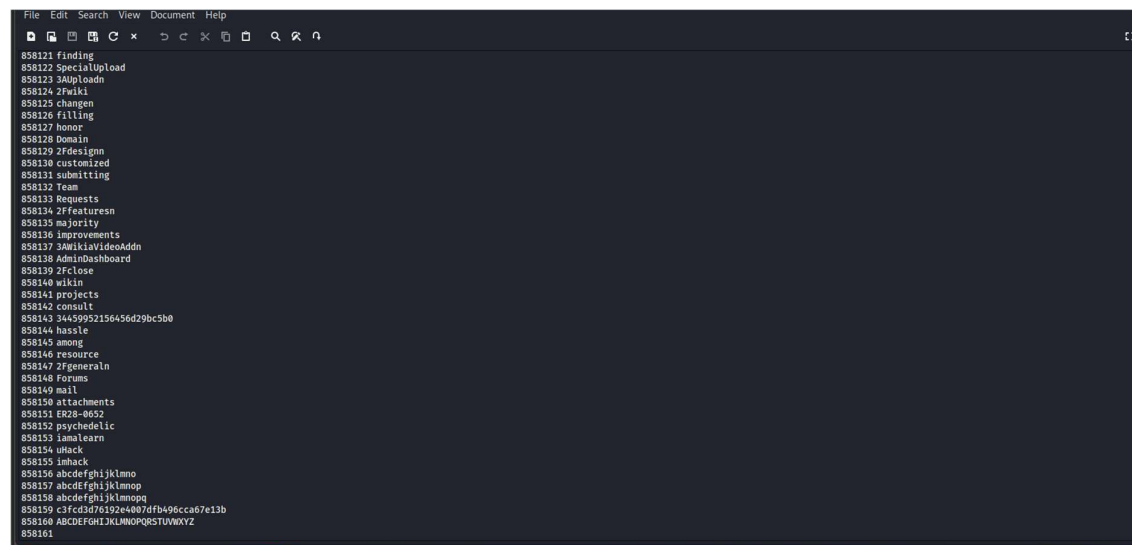 File Edit Search View Document Help
858121 finding
858122 SpecialUpload
858123 3AUploadn
858124 2Fwiki
858125 changen
858126 filling
858127 honor
858128 Domain
858129 2Fdesignn
858130 customized
858131 submitting
858132 Team
858133 Requests
858134 2Ffeaturesn
858135 majority
858136 improvements
858137 3AWikiaVideoAddn
858138 AdminDashboard
858139 2Fclose
858140 wikin
858141 projects
858142 consult
858143 34459952156456d29bc5b0
858144 hassle
858145 among
858146 resource
858147 2Fgeneraln
858148 Forums
858149 mail
858150 attachments
858151 ER28-0652
858152 psychedelic
858153 iamalearn
858154 uHack
858155 imhack
858156 abcdefghijklmno
858157 abcdEfghijklmnop
858158 abcdefghijklmnopq
858159 c3fcd3d76192e4007dfb496cca67e13b
858160 ABCDEFGHIJKLMNOPQRSTUVWXYZ
858161